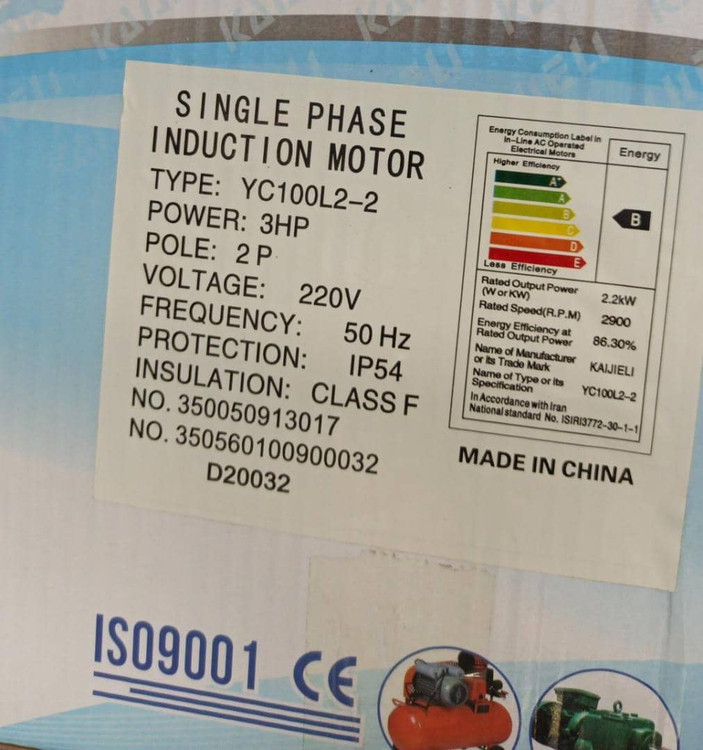 SINGLE PHASE
INDUCTION MOTOR
TYPE: YC100L2-2
POWER: 3HP
POLE: 2P
VOLTAGE: 220V
FREQUENCY: 50 Hz
PROTECTION: IP54
INSULATION: CLASS F
NO. 350050913017
NO. 350560100900032
D20032
Energy Consumption Label in
In-Line AC Operated
Electrical Motors
Energy
Higher Efficiency
A+
A
B
C
D
E
Less Efficiency
B
Rated Output Power
(W or KW) 2.2kW
Rated Speed(R.P.M) 2900
Energy Efficiency at
Rated Output Power 86.30%
Name of Manufacturer
or its Trade Mark KAIJIELI
Name of Type or its
Specification YC100L2-2
In Accordance with Iran
National standard No. ISIRI3772-30-1-1
MADE IN CHINA
ISO9001 CE